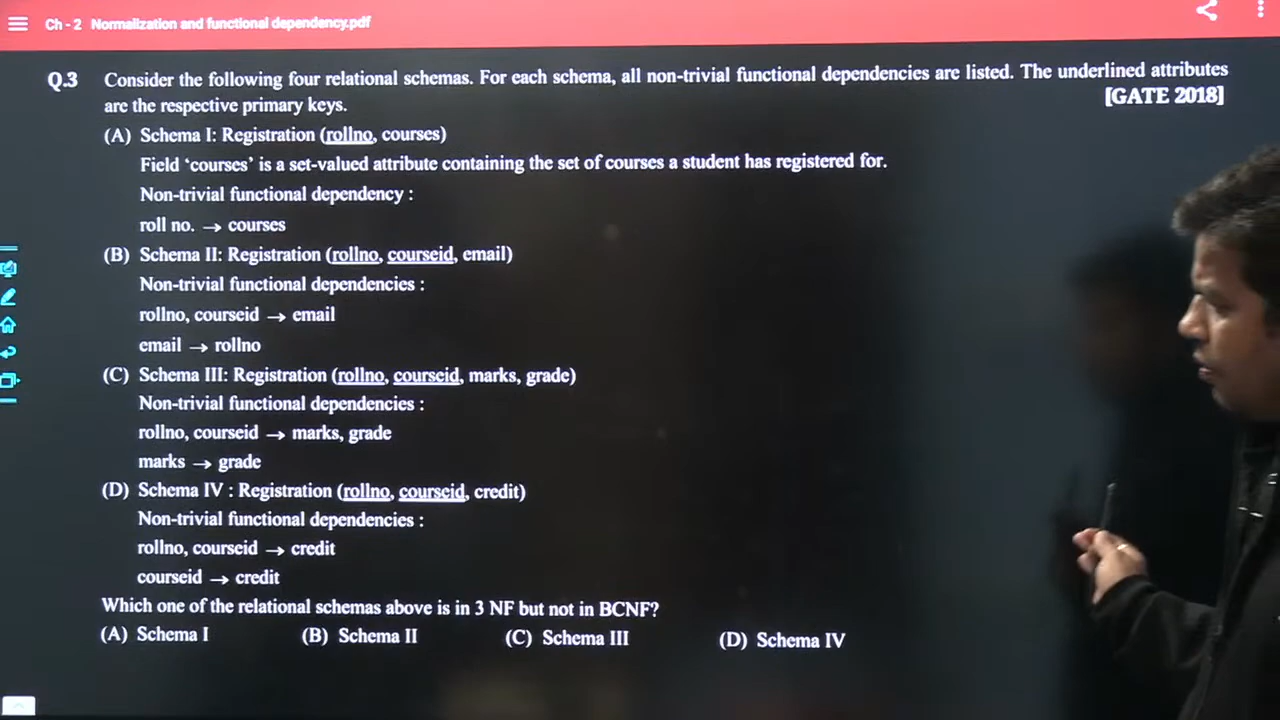 Ch - 2 Normalization and functional dependency.pdf
Q.3 Consider the following four relational schemas. For each schema, all non-trivial functional dependencies are listed. The underlined attributes
are the respective primary keys. [GATE 2018]
(A) Schema I: Registration (rollno, courses)
Field ‘courses’ is a set-valued attribute containing the set of courses a student has registered for.
Non-trivial functional dependency :
roll no. → courses
(B) Schema II: Registration (rollno, courseid, email)
Non-trivial functional dependencies :
rollno, courseid → email
email → rollno
(C) Schema III: Registration (rollno, courseid, marks, grade)
Non-trivial functional dependencies :
rollno, courseid → marks, grade
marks → grade
(D) Schema IV : Registration (rollno, courseid, credit)
Non-trivial functional dependencies :
rollno, courseid → credit
courseid → credit
Which one of the relational schemas above is in 3 NF but not in BCNF?
(A) Schema I (B) Schema II (C) Schema III (D) Schema IV